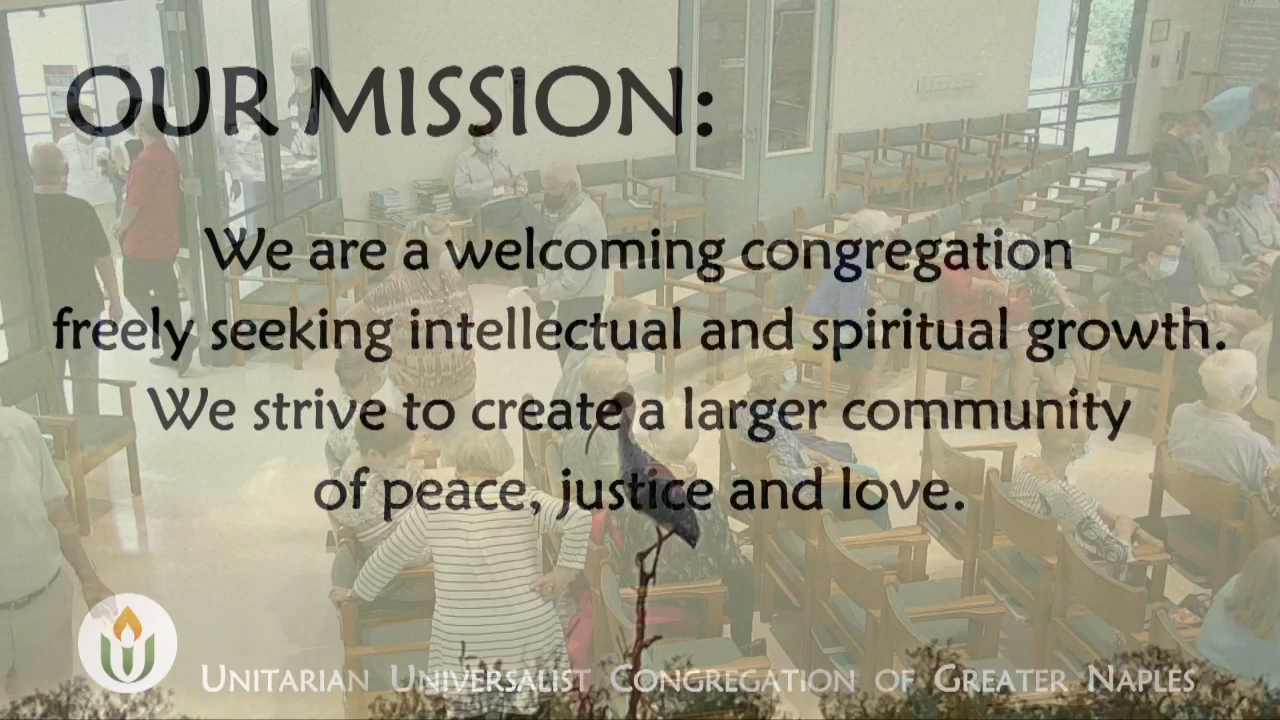 OUR MISSION:
We are a welcoming congregation
freely seeking intellectual and spiritual growth.
We strive to create a larger community
of peace, justice and love.
UNITARIAN UNIVERSALIST CONGREGATION OF GREATER NAPLES